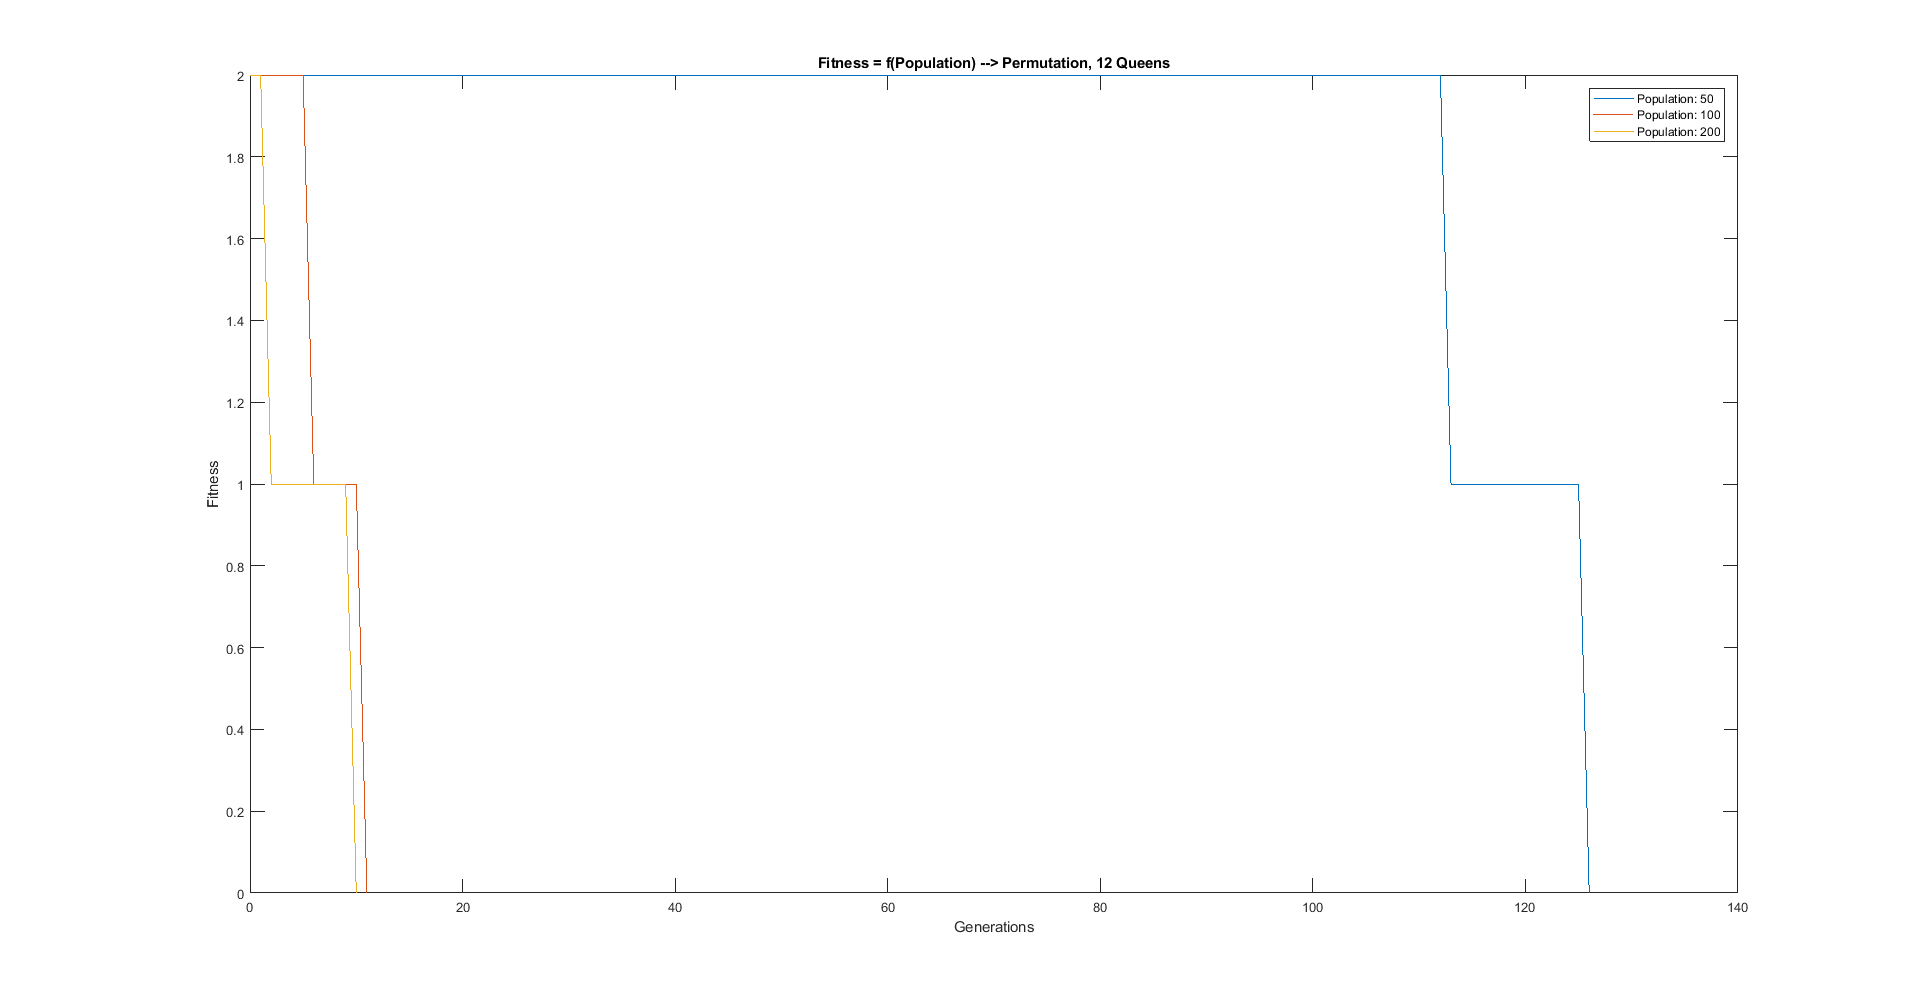 Fitness = f(Population) --> Permutation, 12 Queens
Population: 50
Population: 100
Population: 200
2
1.8
1.6
1.4
1.2
1
0.8
0.6
0.4
0.2
0
Fitness
0 20 40 60 80 100 120 140
Generations